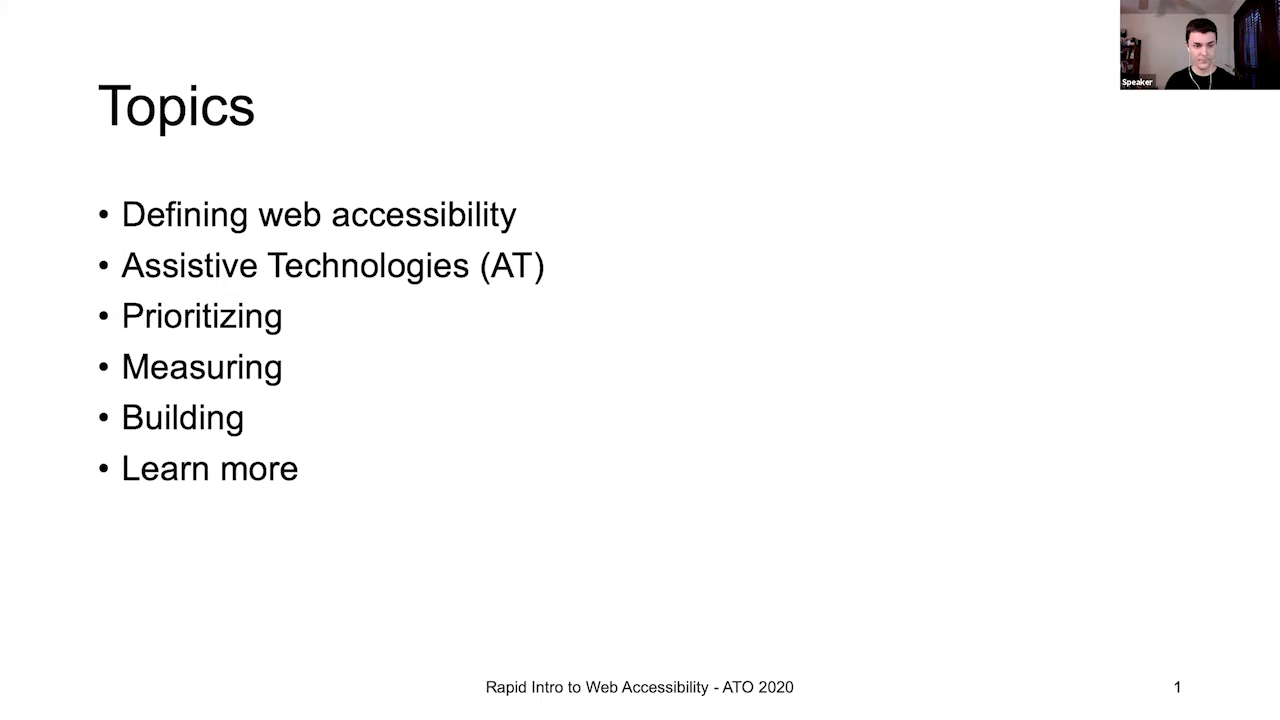 Speaker
Topics
• Defining web accessibility
• Assistive Technologies (AT)
• Prioritizing
• Measuring
• Building
• Learn more
Rapid Intro to Web Accessibility - ATO 2020
1